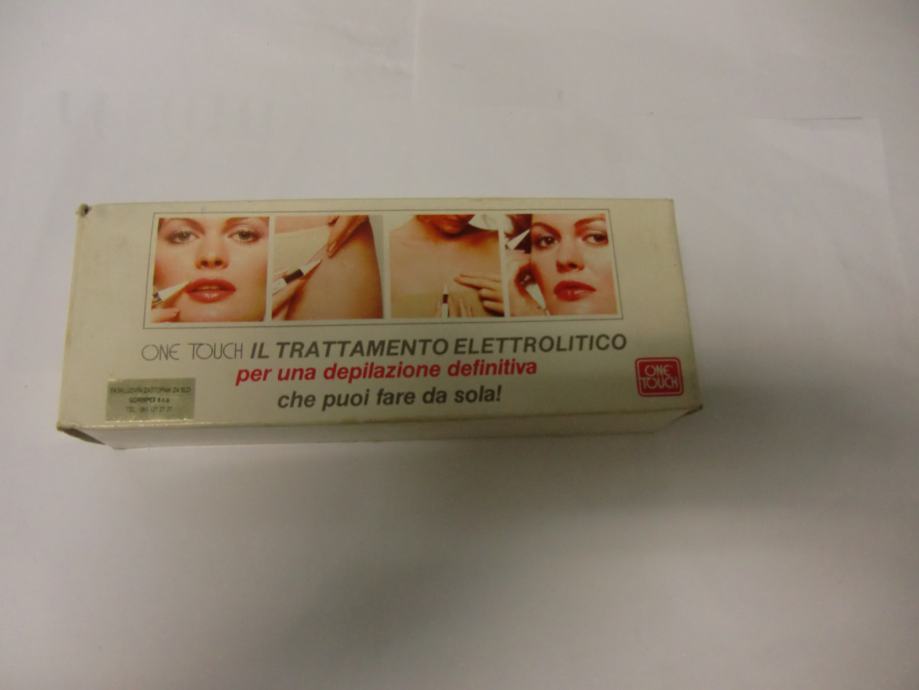 ONE TOUCH IL TRATTAMENTO ELETTROLITICO
per una depilazione definitiva
che puoi fare da sola!
ONE
TOUCH